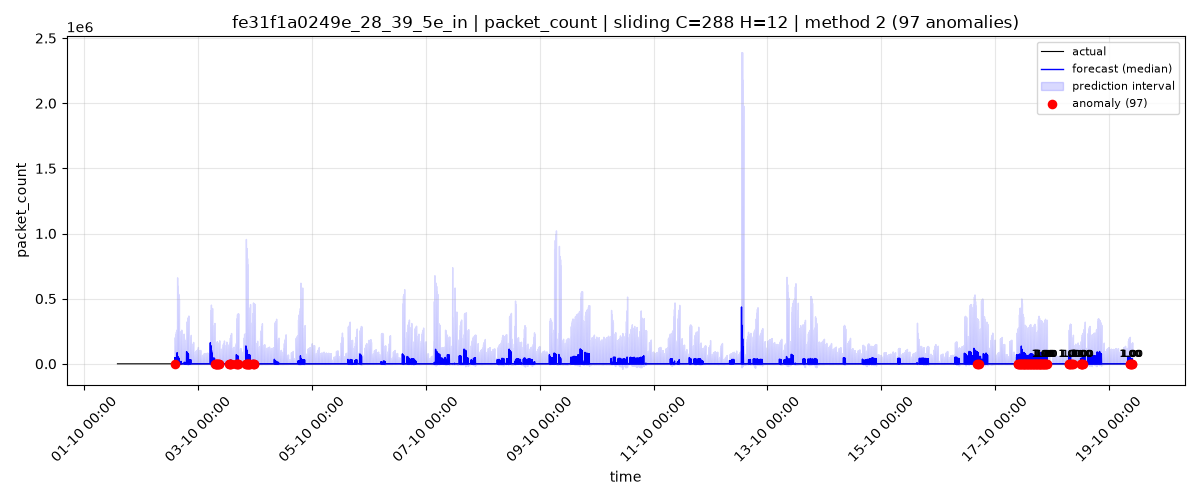 fe31f1a0249e_28_39_5e_in | packet_count | sliding C=288 H=12 | method 2 (97 anomalies)
1e6
2.5
2.0
1.5
1.0
0.5
0.0
packet_count
actual
forecast (median)
prediction interval
anomaly (97)
01-10 00:00
03-10 00:00
05-10 00:00
07-10 00:00
09-10 00:00
11-10 00:00
13-10 00:00
15-10 00:00
17-10 00:00
19-10 00:00
time